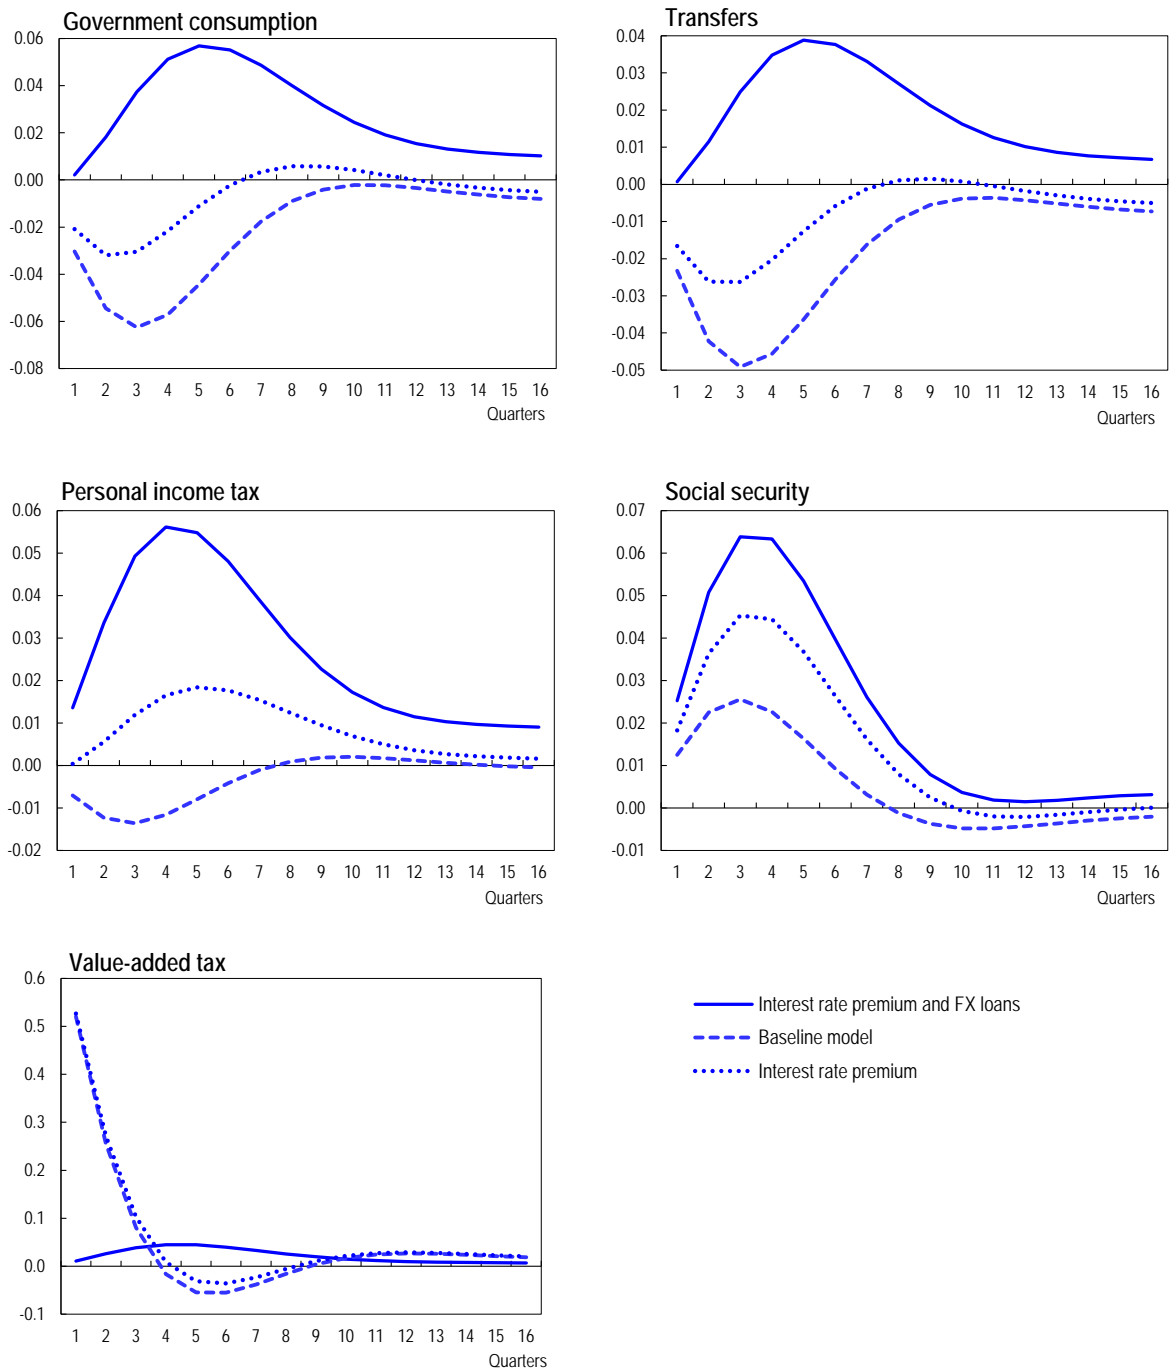 Government consumption
0.06
0.04
0.02
0.00
-0.02
-0.04
-0.06
-0.08
1 2 3 4 5 6 7 8 9 10 11 12 13 14 15 16
Quarters
Transfers
0.04
0.03
0.02
0.01
0.00
-0.01
-0.02
-0.03
-0.04
-0.05
1 2 3 4 5 6 7 8 9 10 11 12 13 14 15 16
Quarters
Personal income tax
0.06
0.05
0.04
0.03
0.02
0.01
0.00
-0.01
-0.02
1 2 3 4 5 6 7 8 9 10 11 12 13 14 15 16
Quarters
Social security
0.07
0.06
0.05
0.04
0.03
0.02
0.01
0.00
-0.01
1 2 3 4 5 6 7 8 9 10 11 12 13 14 15 16
Quarters
Value-added tax
0.6
0.5
0.4
0.3
0.2
0.1
0.0
-0.1
1 2 3 4 5 6 7 8 9 10 11 12 13 14 15 16
Quarters
Interest rate premium and FX loans
Baseline model
Interest rate premium